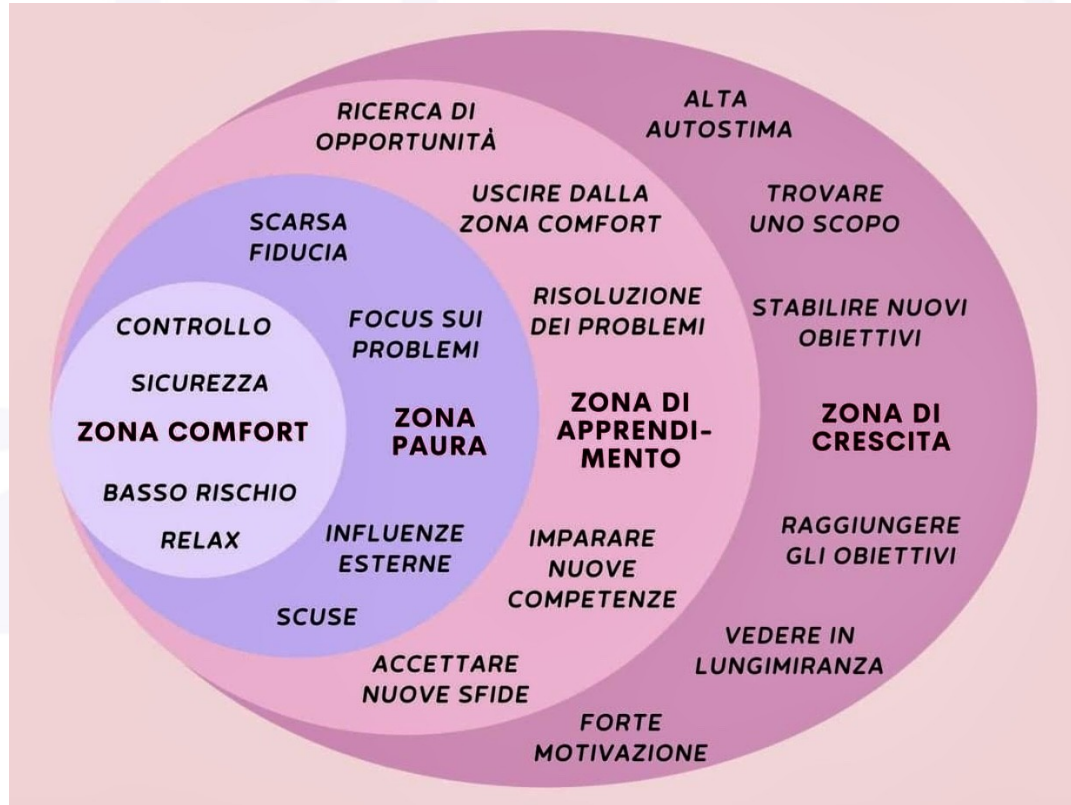 CONTROLLO
SICUREZZA
ZONA COMFORT
BASSO RISCHIO
RELAX
SCARSA
FIDUCIA
FOCUS SUI
PROBLEMI
ZONA
PAURA
INFLUENZE
ESTERNE
SCUSE
RICERCA DI
OPPORTUNITÀ
USCIRE DALLA
ZONA COMFORT
RISOLUZIONE
DEI PROBLEMI
ZONA DI
APPRENDI-
MENTO
IMPARARE
NUOVE
COMPETENZE
ACCETTARE
NUOVE SFIDE
ALTA
AUTOSTIMA
TROVARE
UNO SCOPO
STABILIRE NUOVI
OBIETTIVI
ZONA DI
CRESCITA
RAGGIUNGERE
GLI OBIETTIVI
VEDERE IN
LUNGIMIRANZA
FORTE
MOTIVAZIONE